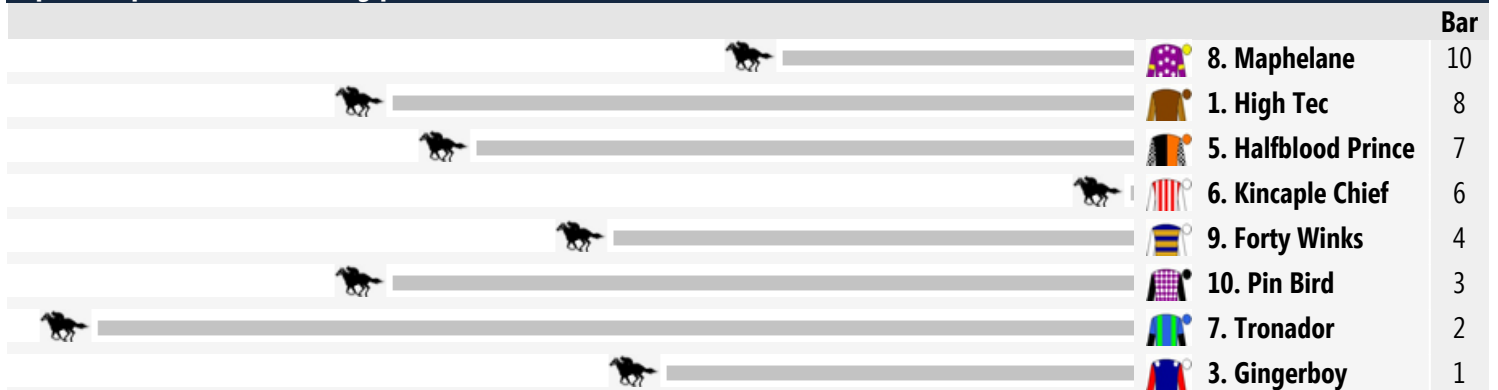 Bar
8. Maphelane 10
1. High Tec 8
5. Halfblood Prince 7
6. Kincaple Chief 6
9. Forty Winks 4
10. Pin Bird 3
7. Tronador 2
3. Gingerboy 1